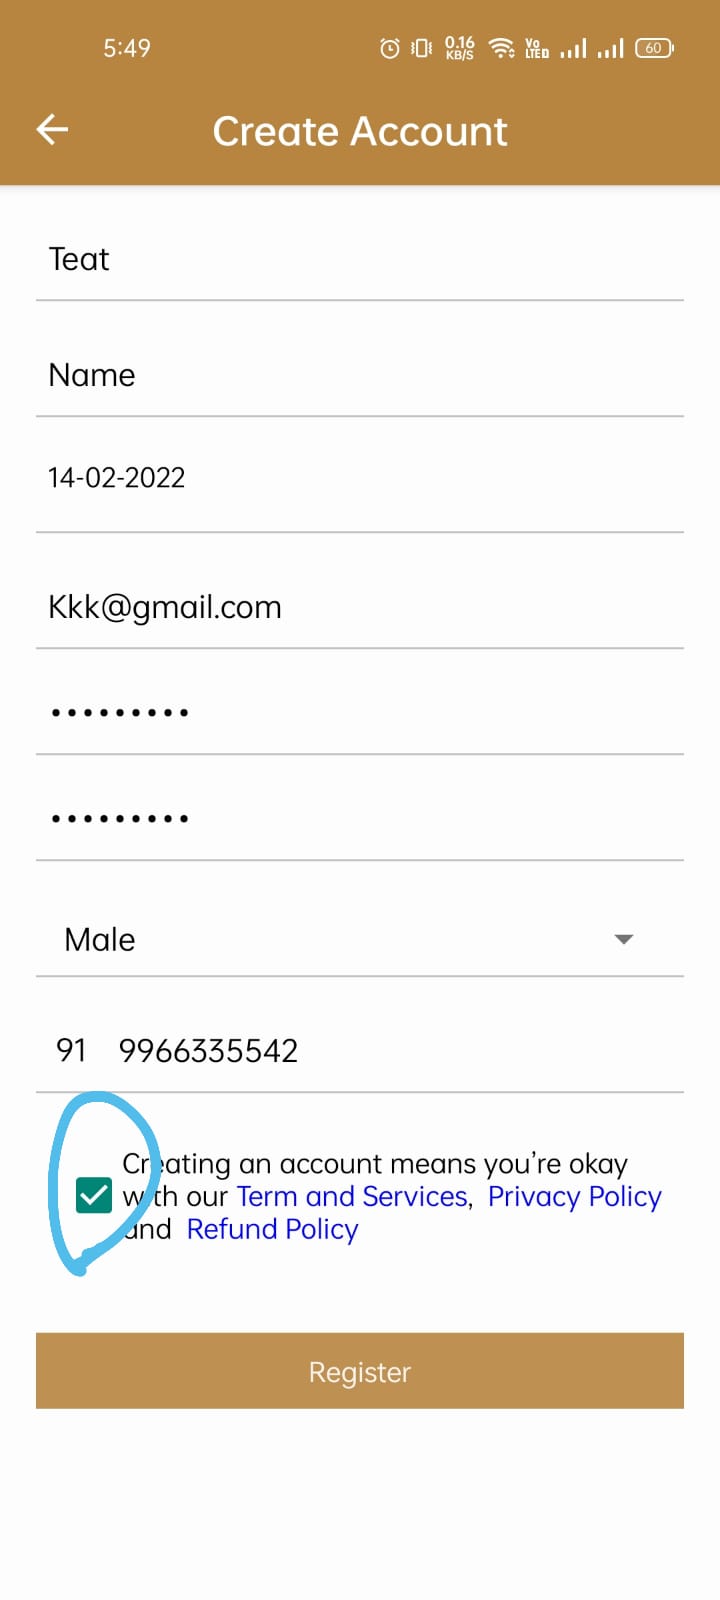 5:49 0.16 KB/S Vo LTED 60
Create Account
Teat
Name
14-02-2022
Kkk@gmail.com
•••••••••
•••••••••
Male
91 9966335542
Creating an account means you’re okay
with our Term and Services, Privacy Policy
and Refund Policy
Register